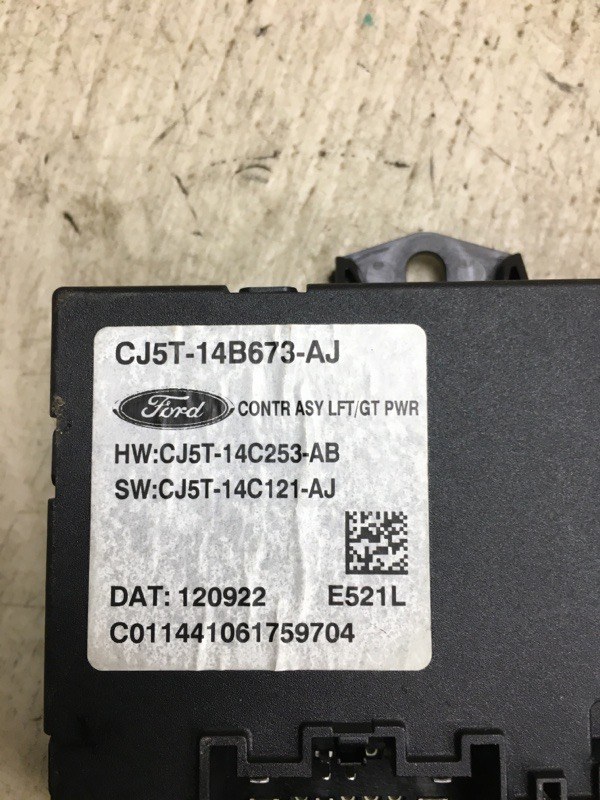 CJ5T-14B673-AJ
Ford CONTR ASY LFT/GT PWR
HW:CJ5T-14C253-AB
SW:CJ5T-14C121-AJ
DAT: 120922 E521L
C011441061759704